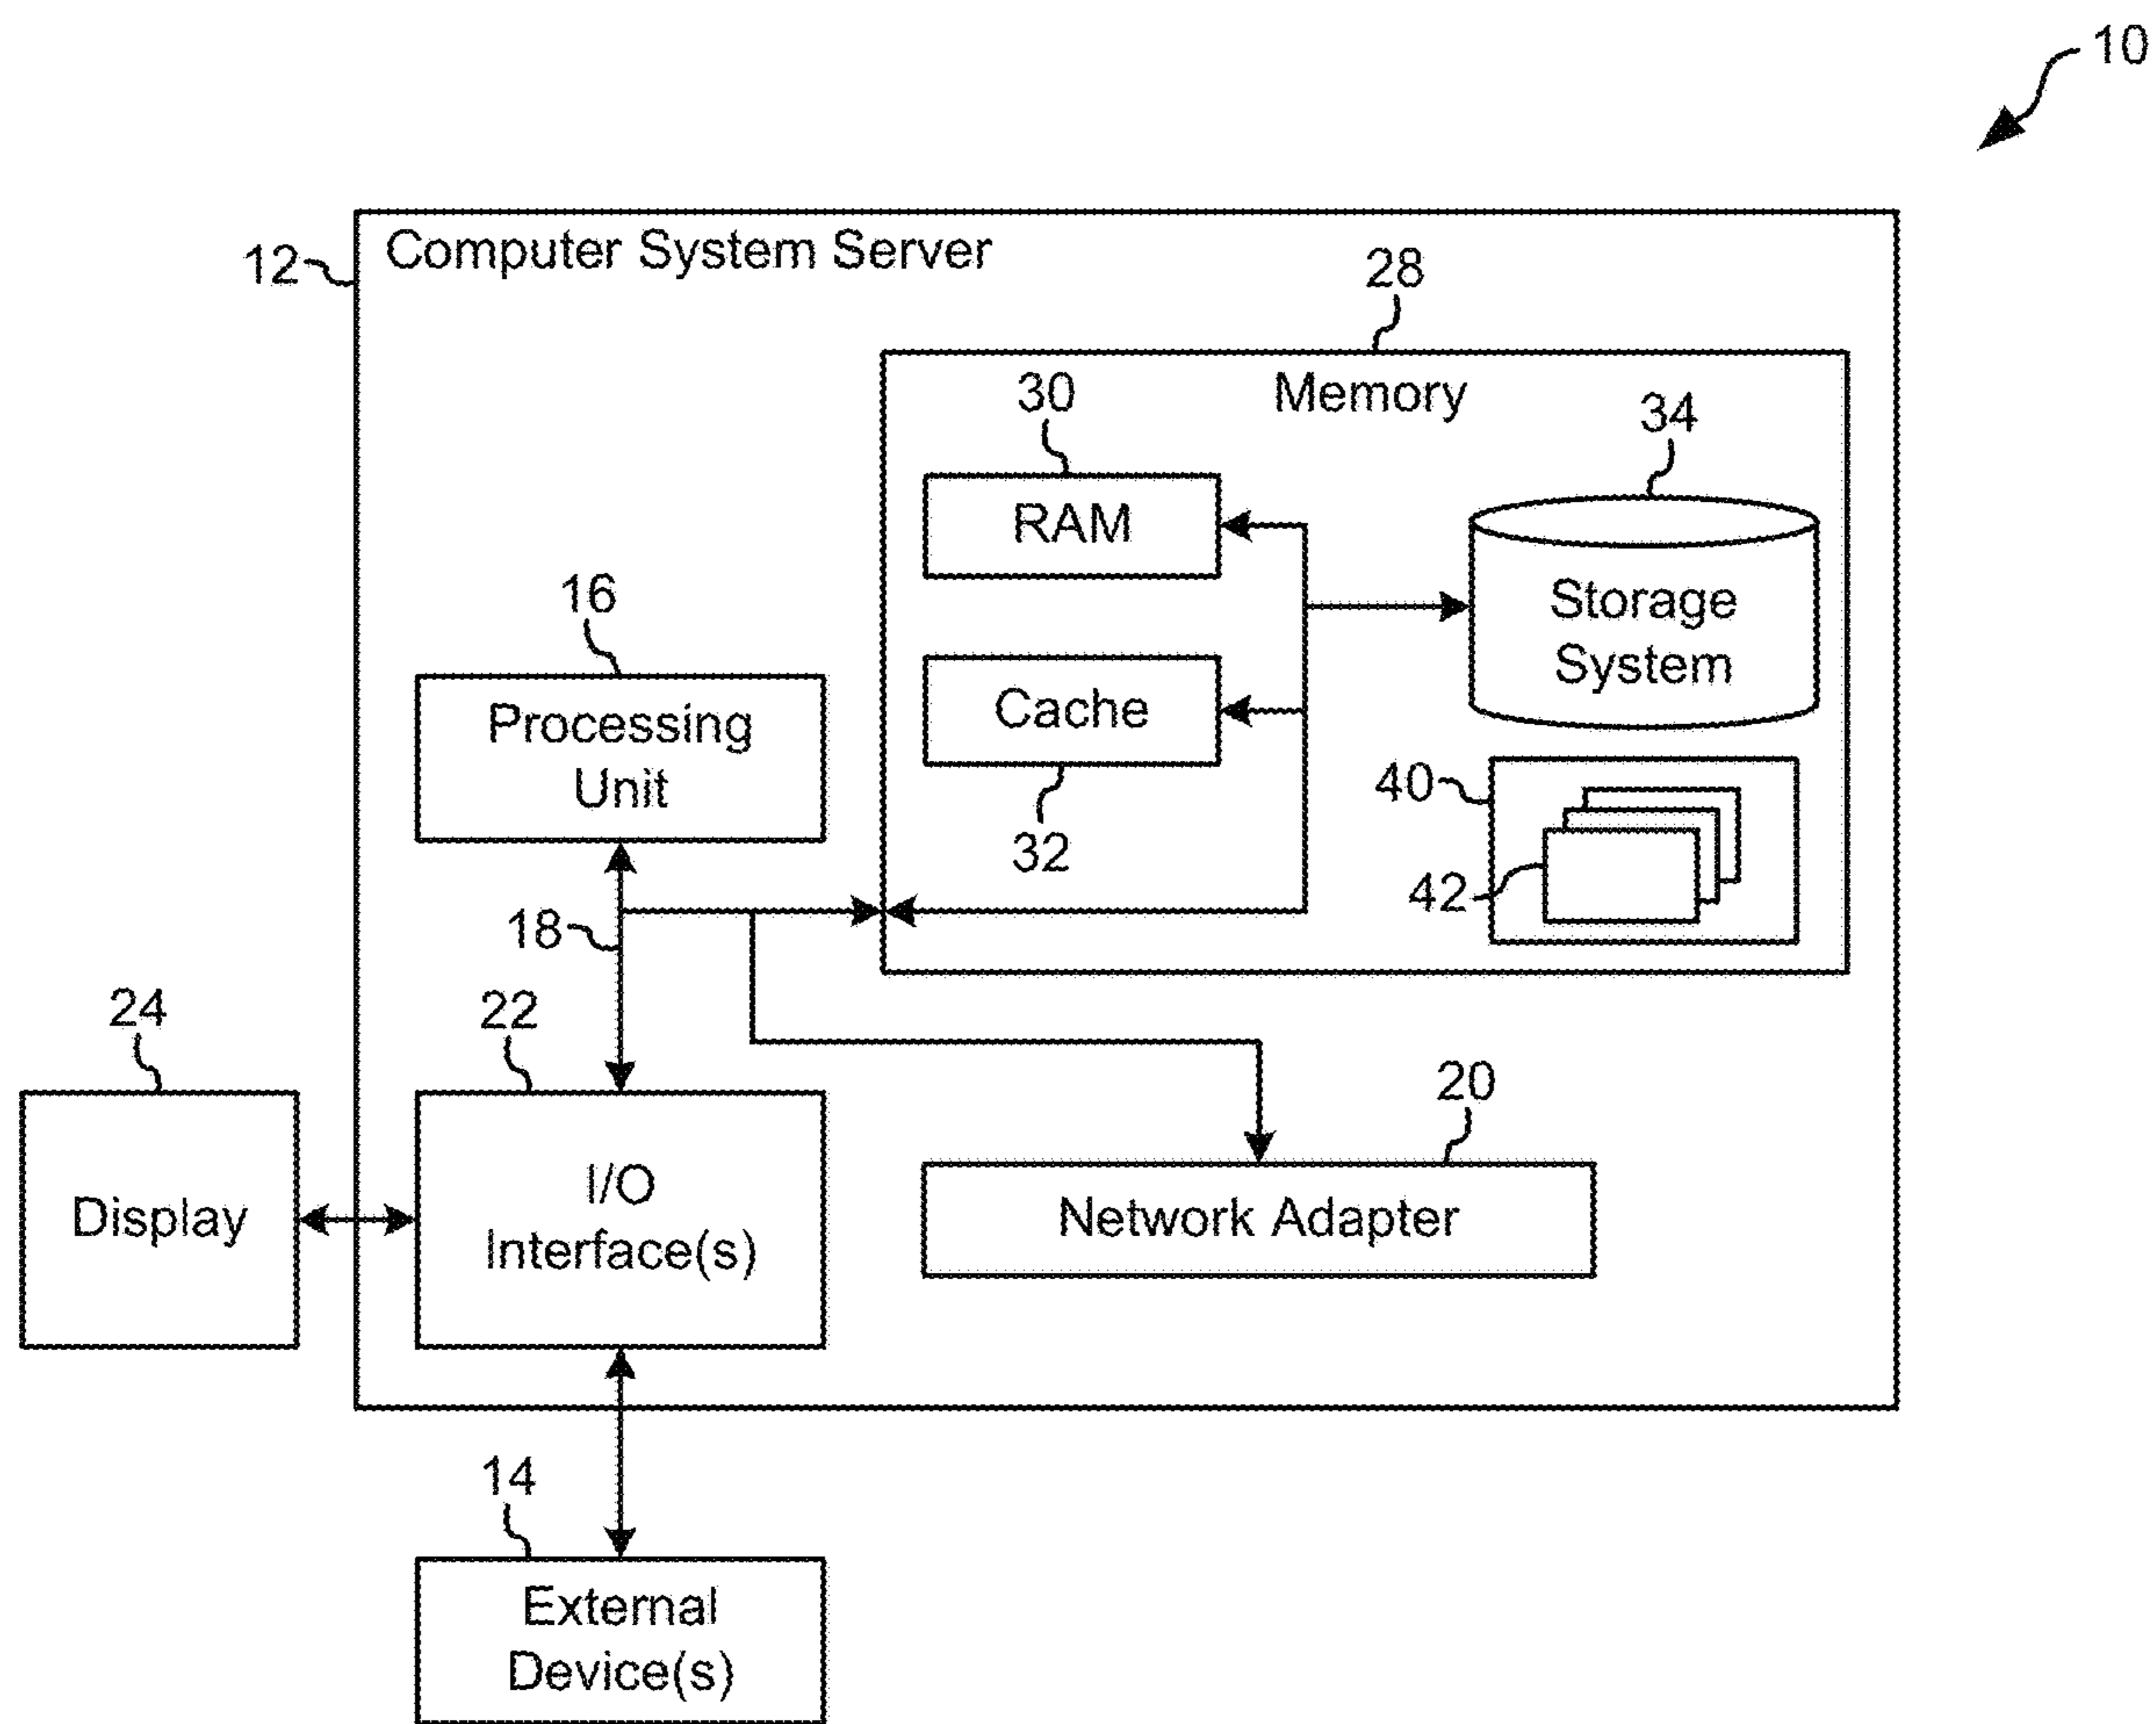 10
12
Computer System Server
28
Memory
30
RAM
34
Storage
System
16
Processing
Unit
Cache
32
40
42
18
24
Display
22
I/O
Interface(s)
20
Network Adapter
14
External
Device(s)